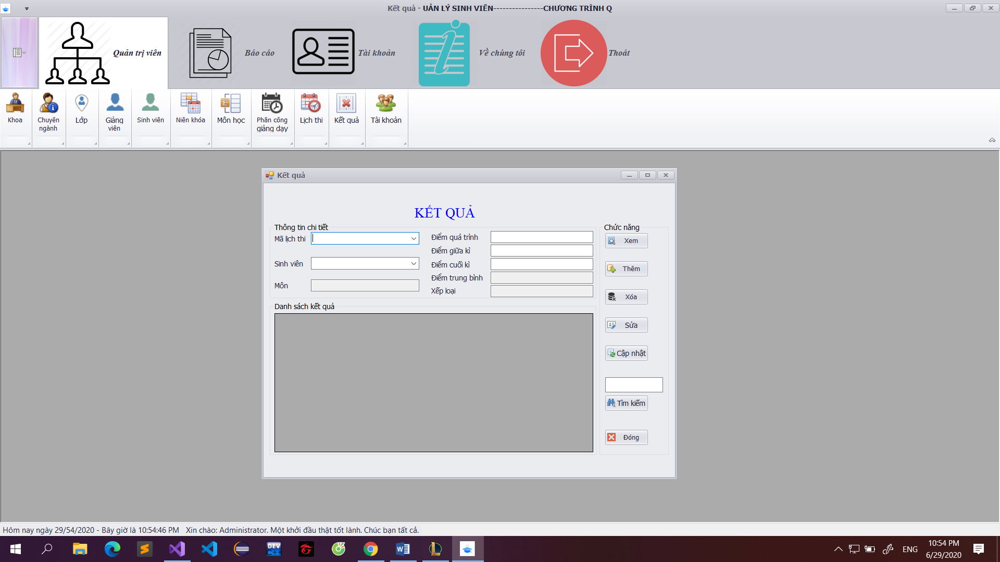 Kết quả - UẢN LÝ SINH VIÊN----------------CHƯƠNG TRÌNH Q
Quản trị viên
Báo cáo
Tài khoản
Về chúng tôi
Thoát
Khoa
Chuyên
ngành
Lớp
Giảng
viên
Sinh viên
Niên khóa
Môn học
Phân công
giảng dạy
Lịch thi
Kết quả
Tài khoản
Kết quả
KẾT QUẢ
Thông tin chi tiết
Mã lịch thi
Sinh viên
Môn
Điểm quá trình
Điểm giữa kì
Điểm cuối kì
Điểm trung bình
Xếp loại
Danh sách kết quả
Chức năng
Xem
Thêm
Xóa
Sửa
Cập nhật
Tìm kiếm
Đóng
Hôm nay ngày 29/54/2020 - Bây giờ là 10:54:46 PM Xin chào: Administrator. Một khởi đầu thật tốt lành. Chúc bạn tất cả.
DEV
C++
ENG
10:54 PM
6/29/2020